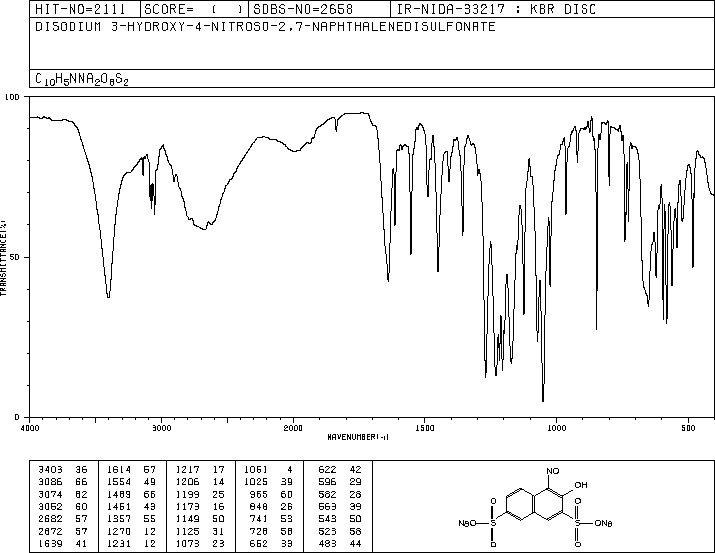 HIT-NO=2111 SCORE= ( ) SDBS-NO=2658 IR-NIDA-33217 : KBR DISC
DISODIUM 3-HYDROXY-4-NITROSO-2,7-NAPHTHALENEDISULFONATE
C10H5NNA2O8S2
100
50
0
TRANSMITTANCE(%)
4000 3000 2000 1500 1000 500
WAVENUMBER(-1)
3403 36 1614 57 1217 17 1061 4 622 42
3086 66 1554 49 1206 14 1025 39 596 29
3074 62 1489 66 1199 25 965 60 582 28
3052 60 1451 43 1173 16 848 26 563 39
2682 57 1357 55 1149 50 741 53 543 50
2672 57 1270 12 1125 31 728 58 523 58
1639 41 1231 12 1073 23 652 33 483 44
NO
OH
O O
NaO-S S-ONa
O O